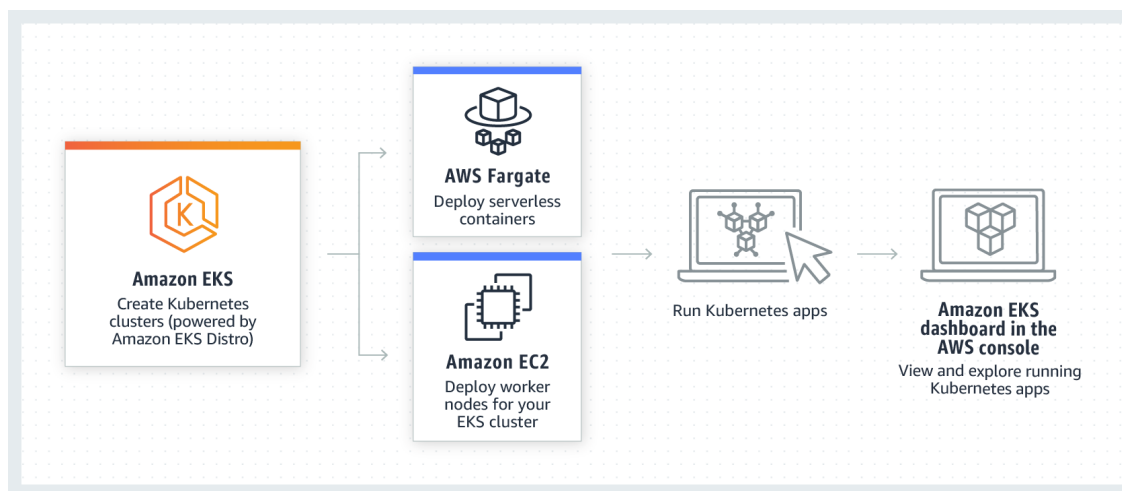 K
Amazon EKS
Create Kubernetes
clusters (powered by
Amazon EKS Distro)
AWS Fargate
Deploy serverless
containers
Amazon EC2
Deploy worker
nodes for your
EKS cluster
Run Kubernetes apps
Amazon EKS
dashboard in the
AWS console
View and explore running
Kubernetes apps